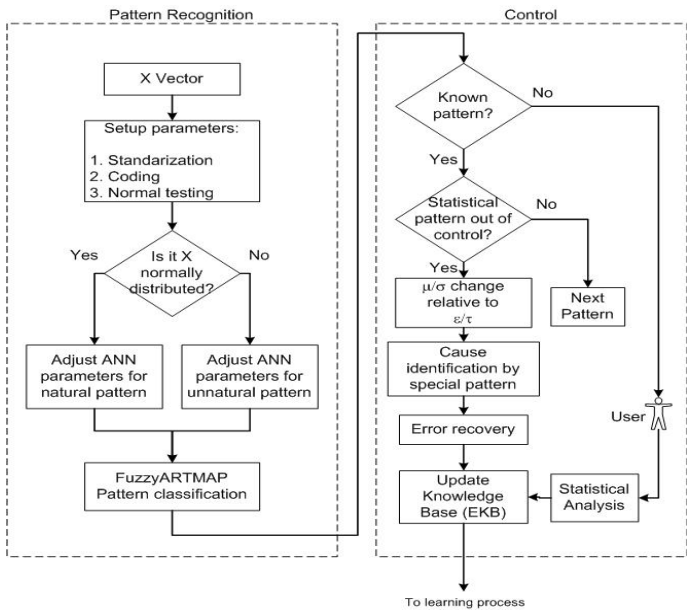 Pattern Recognition
X Vector
Setup parameters:
1. Standarization
2. Coding
3. Normal testing
Yes
Is it X
normally
distributed?
No
Adjust ANN
parameters for
natural pattern
Adjust ANN
parameters for
unnatural pattern
FuzzyARTMAP
Pattern classification
Control
Known
pattern?
No
Yes
Statistical
pattern out of
control?
No
Yes
μ/σ change
relative to
ε/τ
Next
Pattern
Cause
identification by
special pattern
Error recovery
User
Update
Knowledge
Base (EKB)
Statistical
Analysis
To learning process